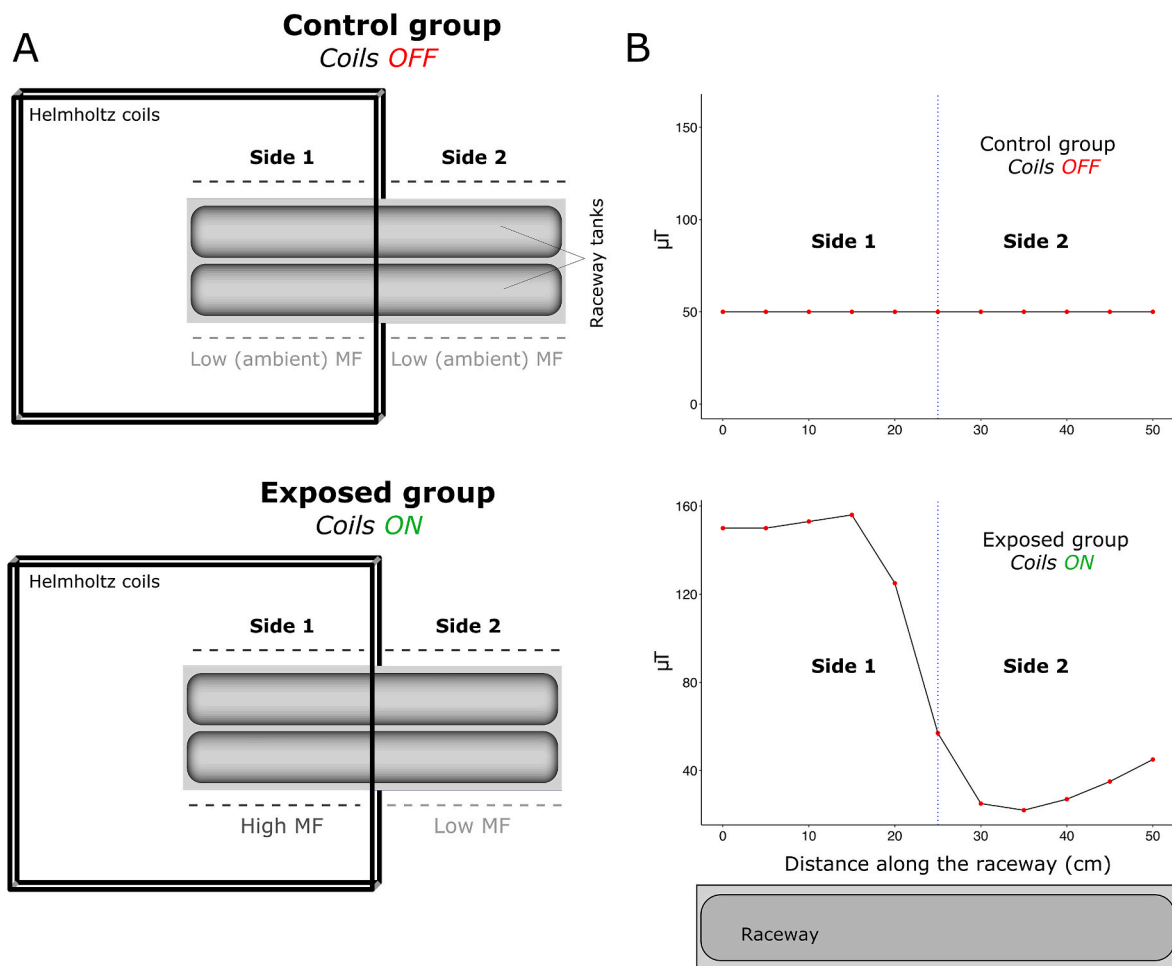 A
Control group
Coils OFF
Helmholtz coils
Side 1
Side 2
Raceway tanks
Low (ambient) MF
Low (ambient) MF
Exposed group
Coils ON
Helmholtz coils
Side 1
Side 2
High MF
Low MF
B
150
100
50
0
µT
Control group
Coils OFF
Side 1
Side 2
0
10
20
30
40
50
160
120
80
40
µT
Exposed group
Coils ON
Side 1
Side 2
0
10
20
30
40
50
Distance along the raceway (cm)
Raceway